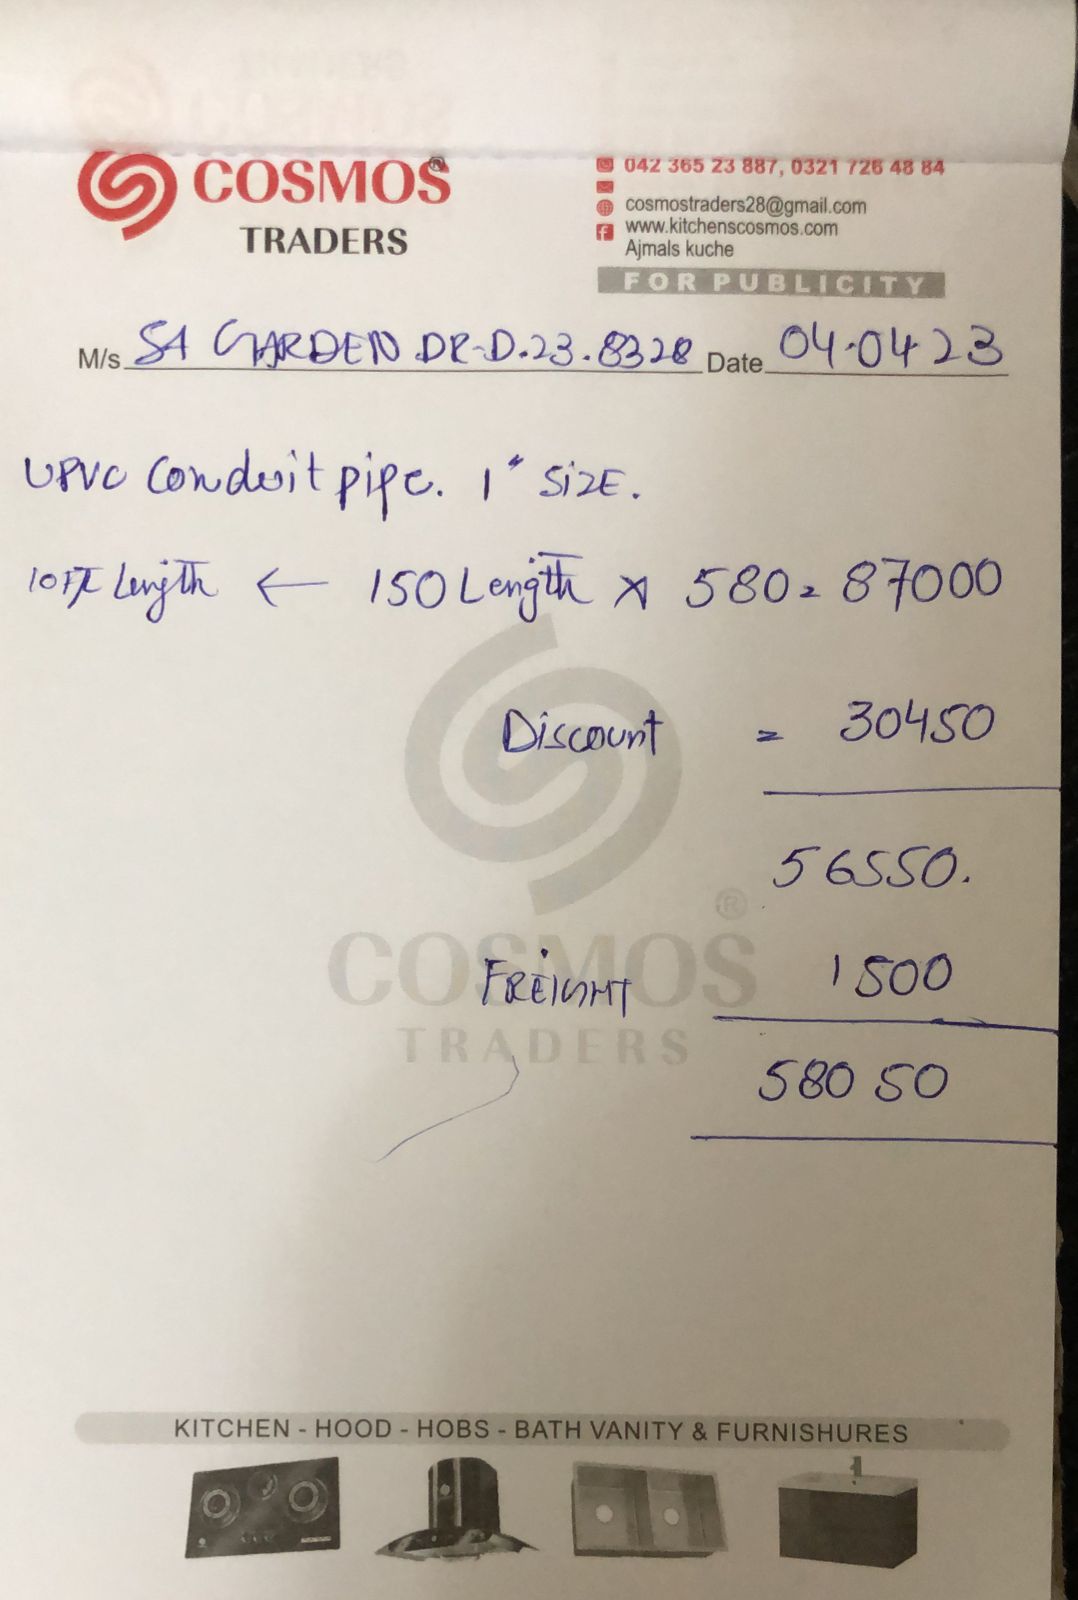 COSMOS®
TRADERS
042 365 23 887, 0321 726 48 84
cosmostraders28@gmail.com
www.kitchenscosmos.com
Ajmals kuche
FOR PUBLICITY
M/s SA GARDEN DR-D.23.8328 Date 04.04.23
UPVC Conduit pipe. 1" SIZE.
10 Ft Length ← 150 Length × 580 = 87000
Discount = 30450
56550.
FREIGHT 1500
58050
COSMOS®
TRADERS
KITCHEN - HOOD - HOBS - BATH VANITY & FURNISHURES